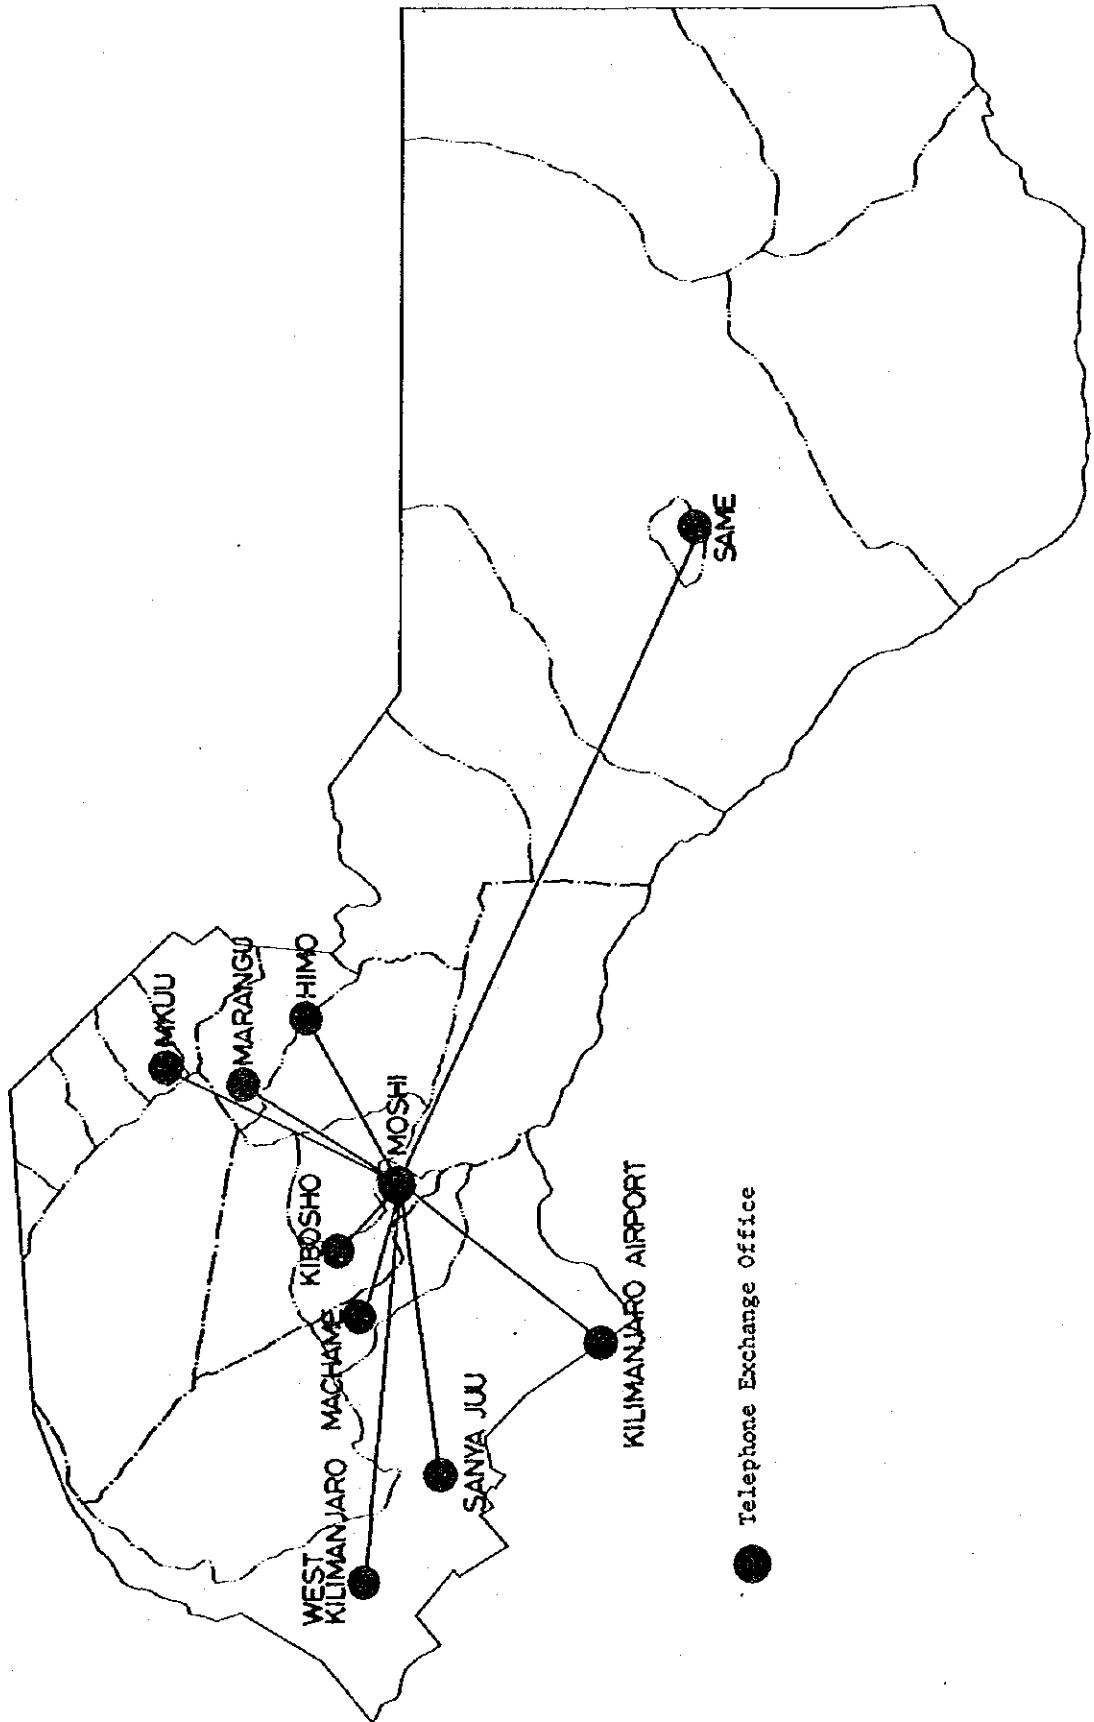 MKUU
MARANGU
HIMO
MOSHI
KIBOSHO
MACHAME
WEST
KILIMANJARO
SANYA JUU
KILIMANJARO AIRPORT
SAME
Telephone Exchange Office